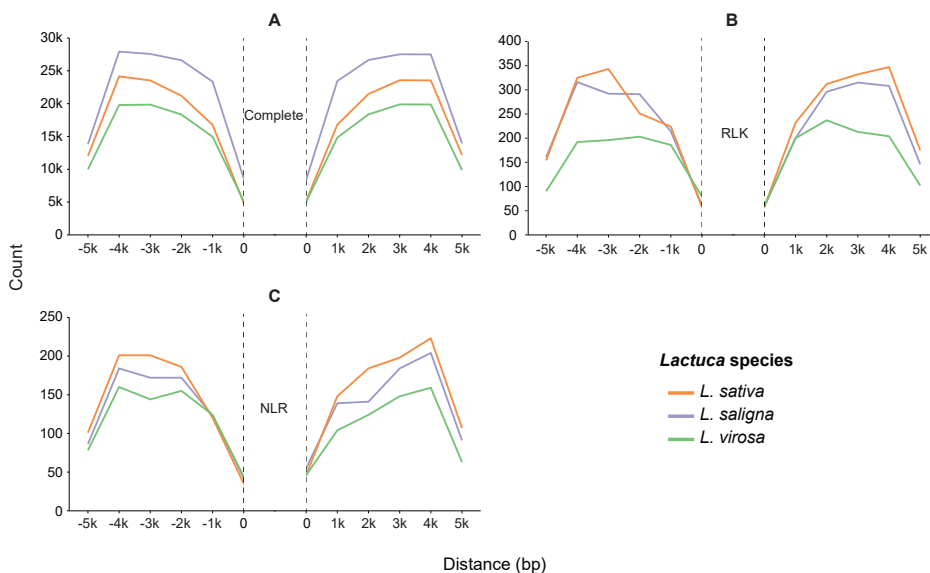 A
30k
25k
20k
15k
10k
5k
0
Complete
-5k -4k -3k -2k -1k 0 0 1k 2k 3k 4k 5k
B
400
350
300
250
200
150
100
50
0
RLK
-5k -4k -3k -2k -1k 0 0 1k 2k 3k 4k 5k
Count
C
250
200
150
100
50
0
NLR
-5k -4k -3k -2k -1k 0 0 1k 2k 3k 4k 5k
Lactuca species
L. sativa
L. saligna
L. virosa
Distance (bp)